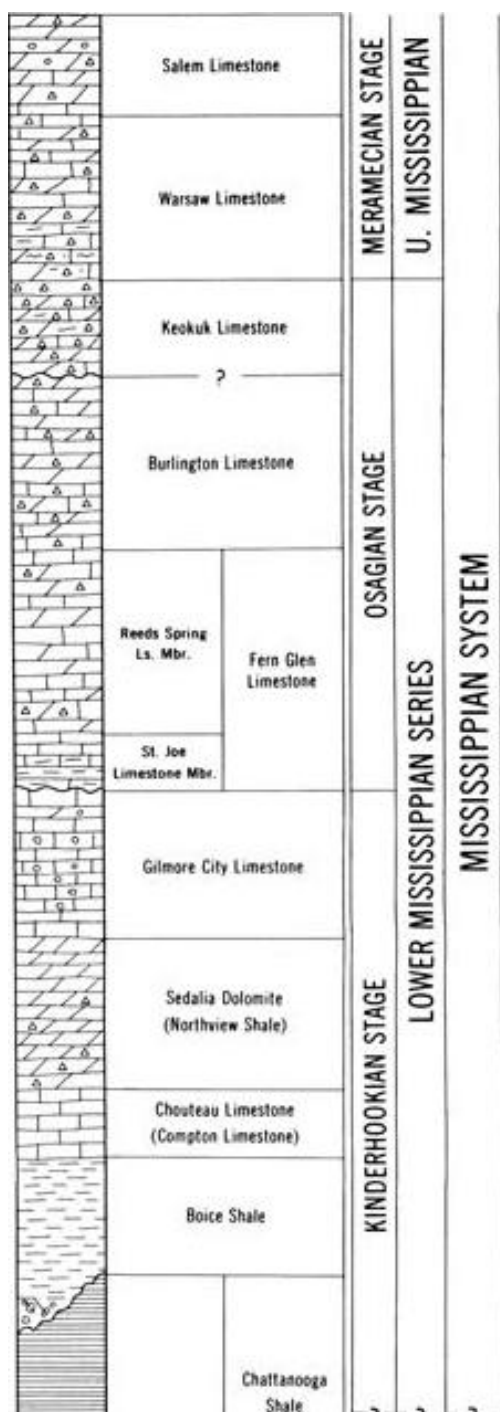 Salem Limestone
Warsaw Limestone
Keokuk Limestone
?
Burlington Limestone
Reeds Spring
Ls. Mbr.
Fern Glen
Limestone
St. Joe
Limestone Mbr.
Gilmore City Limestone
Sedalia Dolomite
(Northview Shale)
Chouteau Limestone
(Compton Limestone)
Boice Shale
Chattanooga
Shale
MERAMECIAN STAGE
OSAGIAN STAGE
KINDERHOOKIAN STAGE
U. MISSISSIPPIAN
LOWER MISSISSIPPIAN SERIES
MISSISSIPPIAN SYSTEM